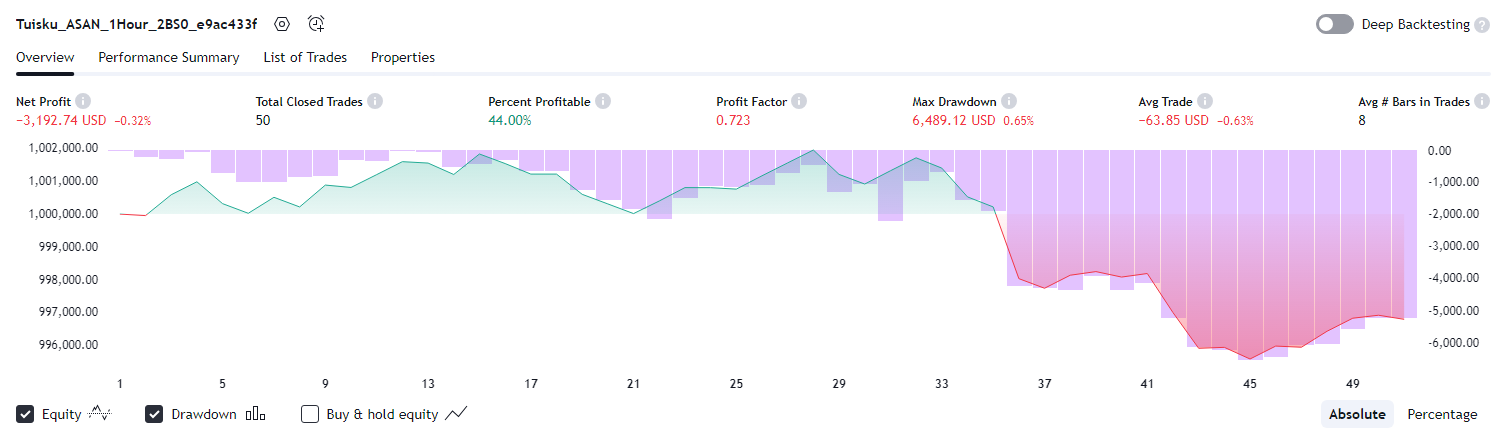 Tuisku_ASAN_1Hour_2BS0_e9ac433f Deep Backtesting ?
Overview Performance Summary List of Trades Properties
Net Profit i Total Closed Trades i Percent Profitable i Profit Factor i Max Drawdown i Avg Trade i Avg # Bars in Trades i
−3,192.74 USD −0.32% 50 44.00% 0.723 6,489.12 USD 0.65% −63.85 USD −0.63% 8
1,002,000.00 0.00
1,001,000.00 -1,000.00
1,000,000.00 -2,000.00
999,000.00 -3,000.00
998,000.00 -4,000.00
997,000.00 -5,000.00
996,000.00 -6,000.00
1 5 9 13 17 21 25 29 33 37 41 45 49
Equity Drawdown Buy & hold equity Absolute Percentage